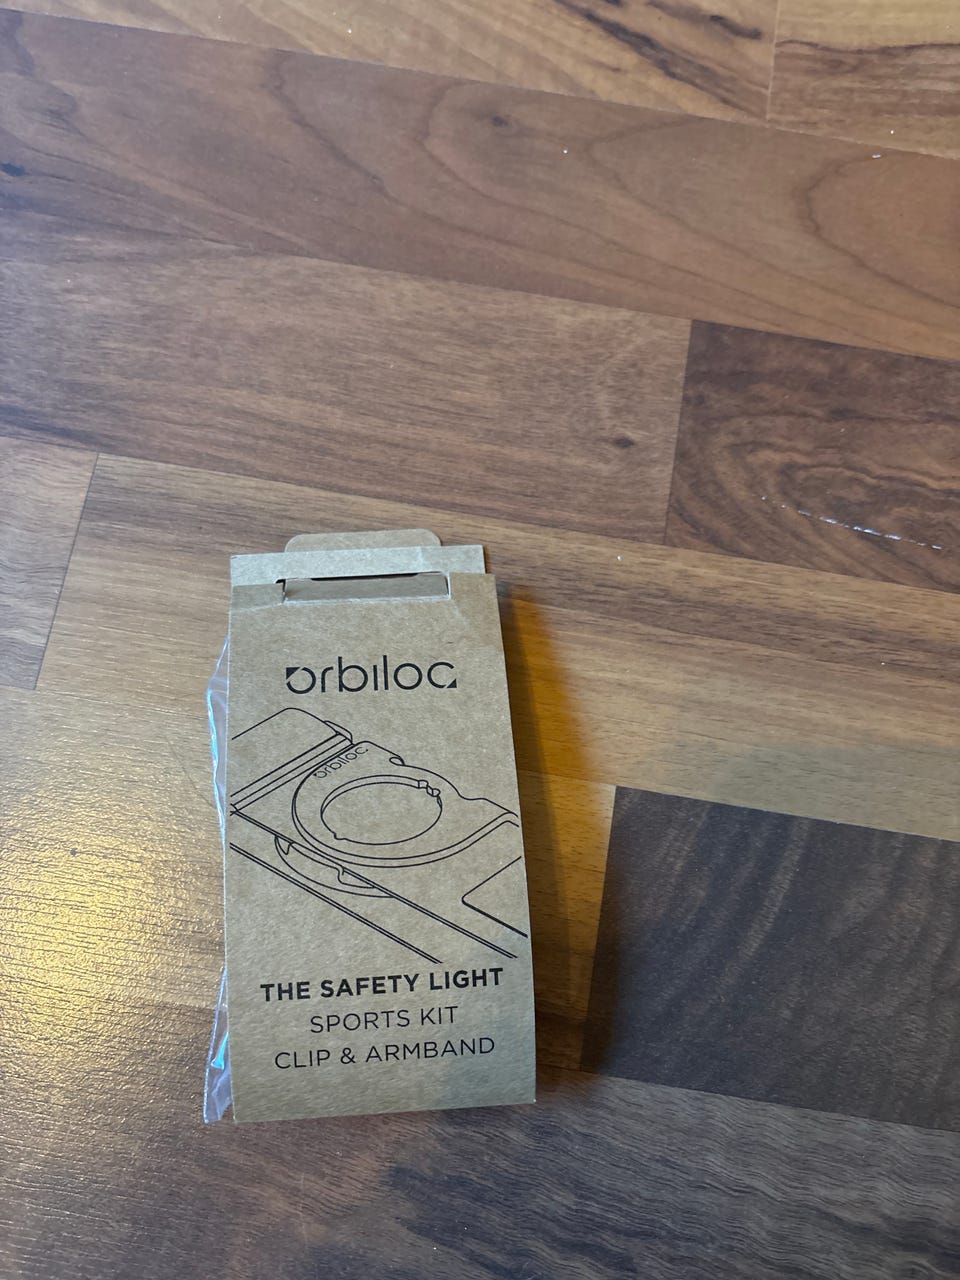 orbiloc
orbiloc
THE SAFETY LIGHT
SPORTS KIT
CLIP & ARMBAND